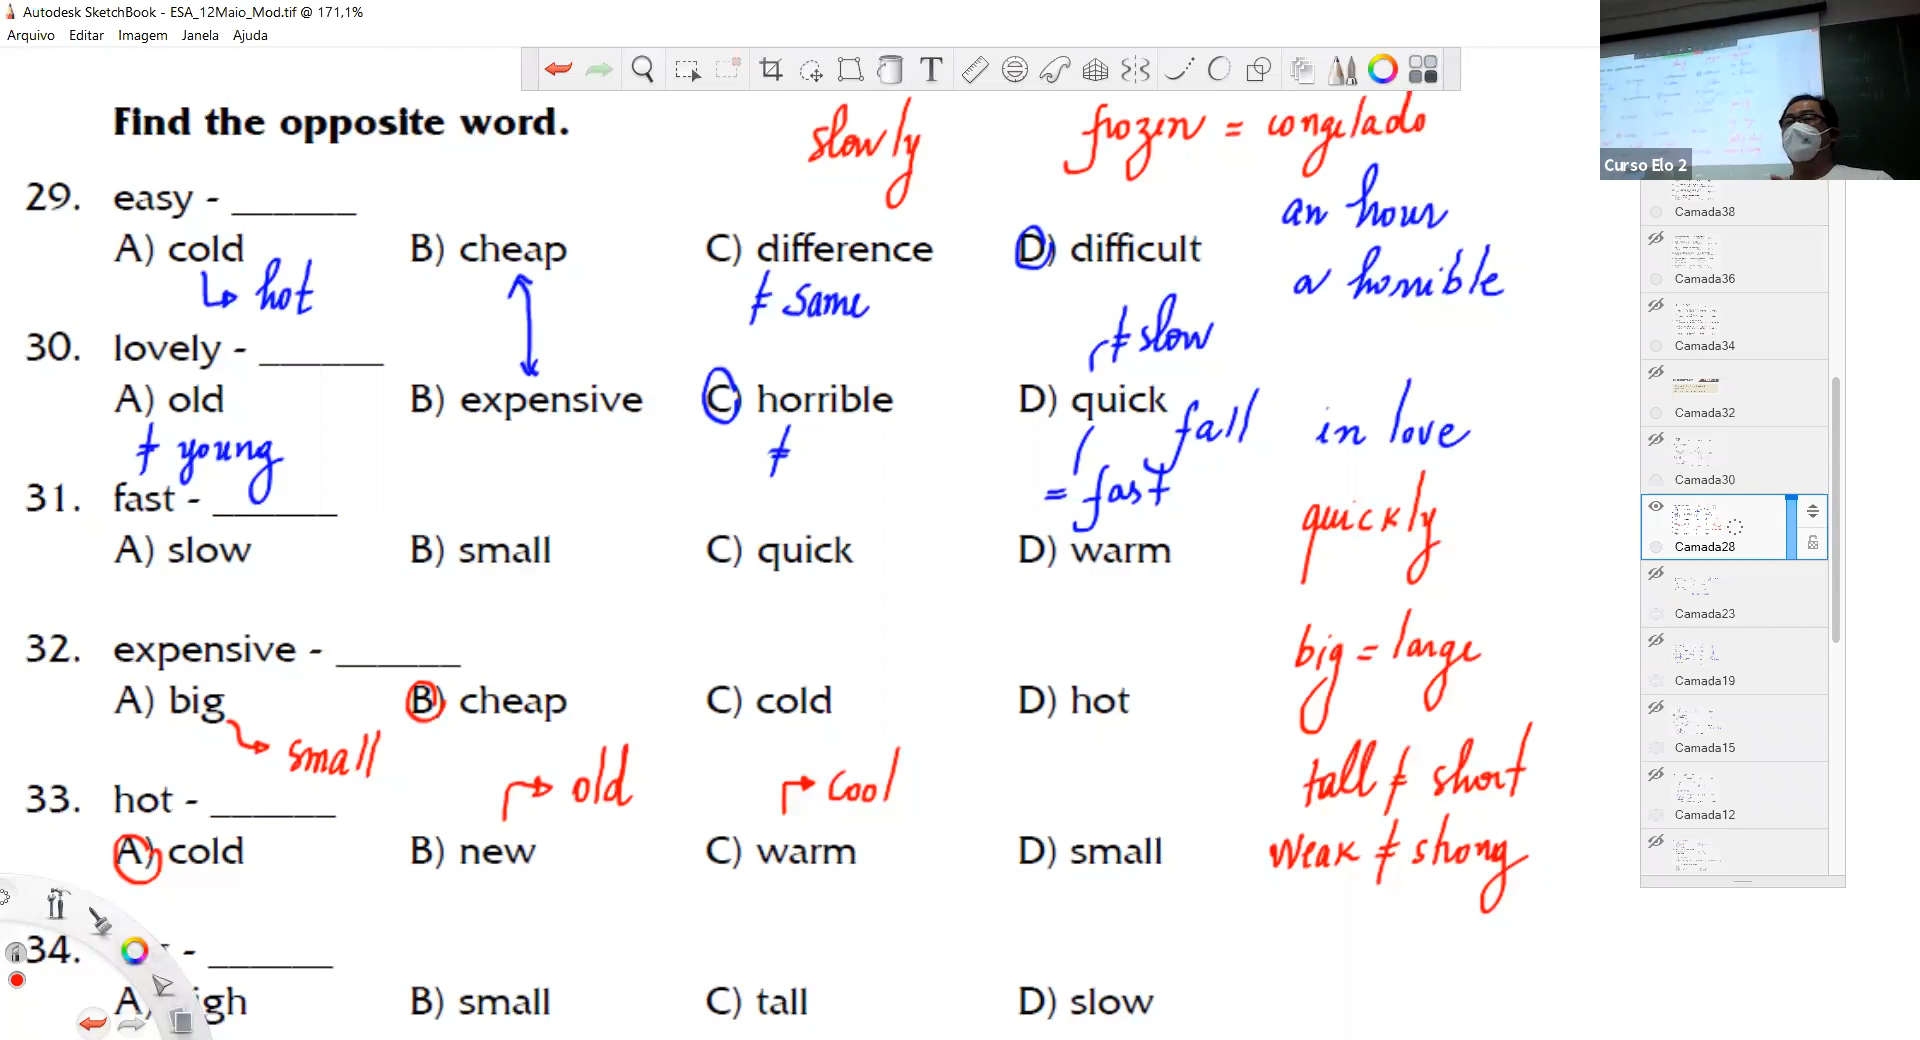 Autodesk SketchBook - ESA_12Maio_Mod.tif @ 171,1%
Arquivo Editar Imagem Janela Ajuda
Find the opposite word.
slowly
frozen = congelado
29. easy - ______
an hour
A) cold B) cheap C) difference D) difficult
hot
≠ same
a horrible
30. lovely - ______
≠ slow
A) old B) expensive C) horrible D) quick
≠ young
≠
fall in love
31. fast - ______
= fast
quickly
A) slow B) small C) quick D) warm
32. expensive - ______
big = large
A) big B) cheap C) cold D) hot
small
old
cool
tall ≠ short
33. hot - ______
A) cold B) new C) warm D) small
weak ≠ strong
34. - ______
A) igh B) small C) tall D) slow
Curso Elo 2
Camada38
Camada36
Camada34
Camada32
Camada30
Camada28
Camada23
Camada19
Camada15
Camada12